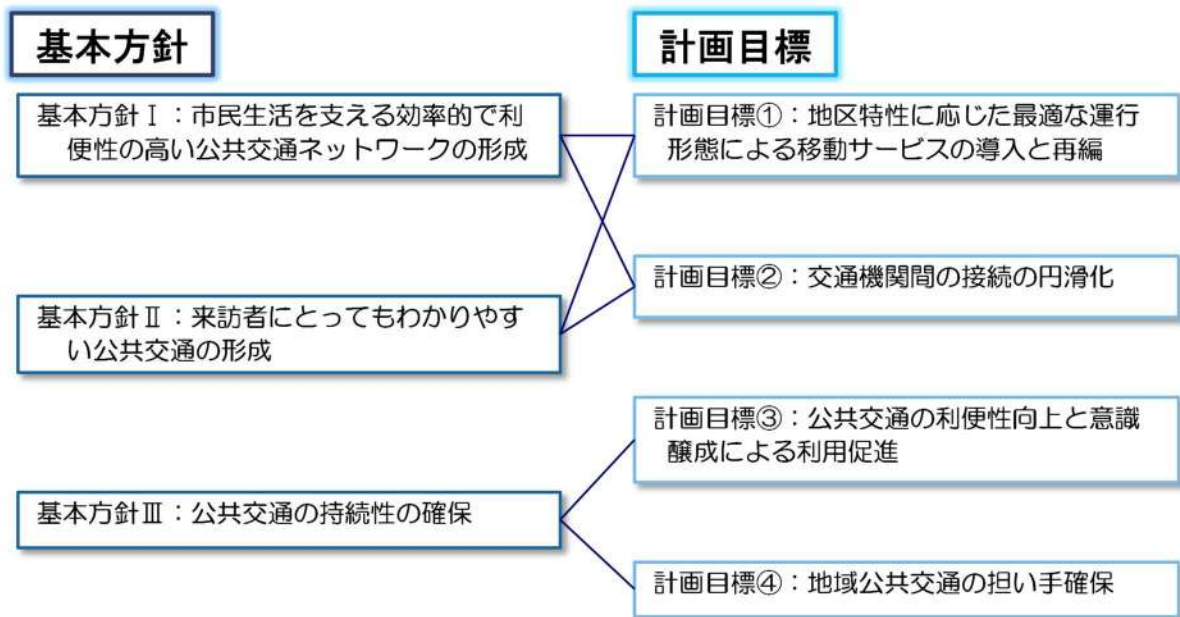 基本方針
計画目標
基本方針Ⅰ：市民生活を支える効率的で利
便性の高い公共交通ネットワークの形成
計画目標①：地区特性に応じた最適な運行
形態による移動サービスの導入と再編
計画目標②：交通機関間の接続の円滑化
基本方針Ⅱ：来訪者にとってもわかりやす
い公共交通の形成
計画目標③：公共交通の利便性向上と意識
醸成による利用促進
基本方針Ⅲ：公共交通の持続性の確保
計画目標④：地域公共交通の担い手確保